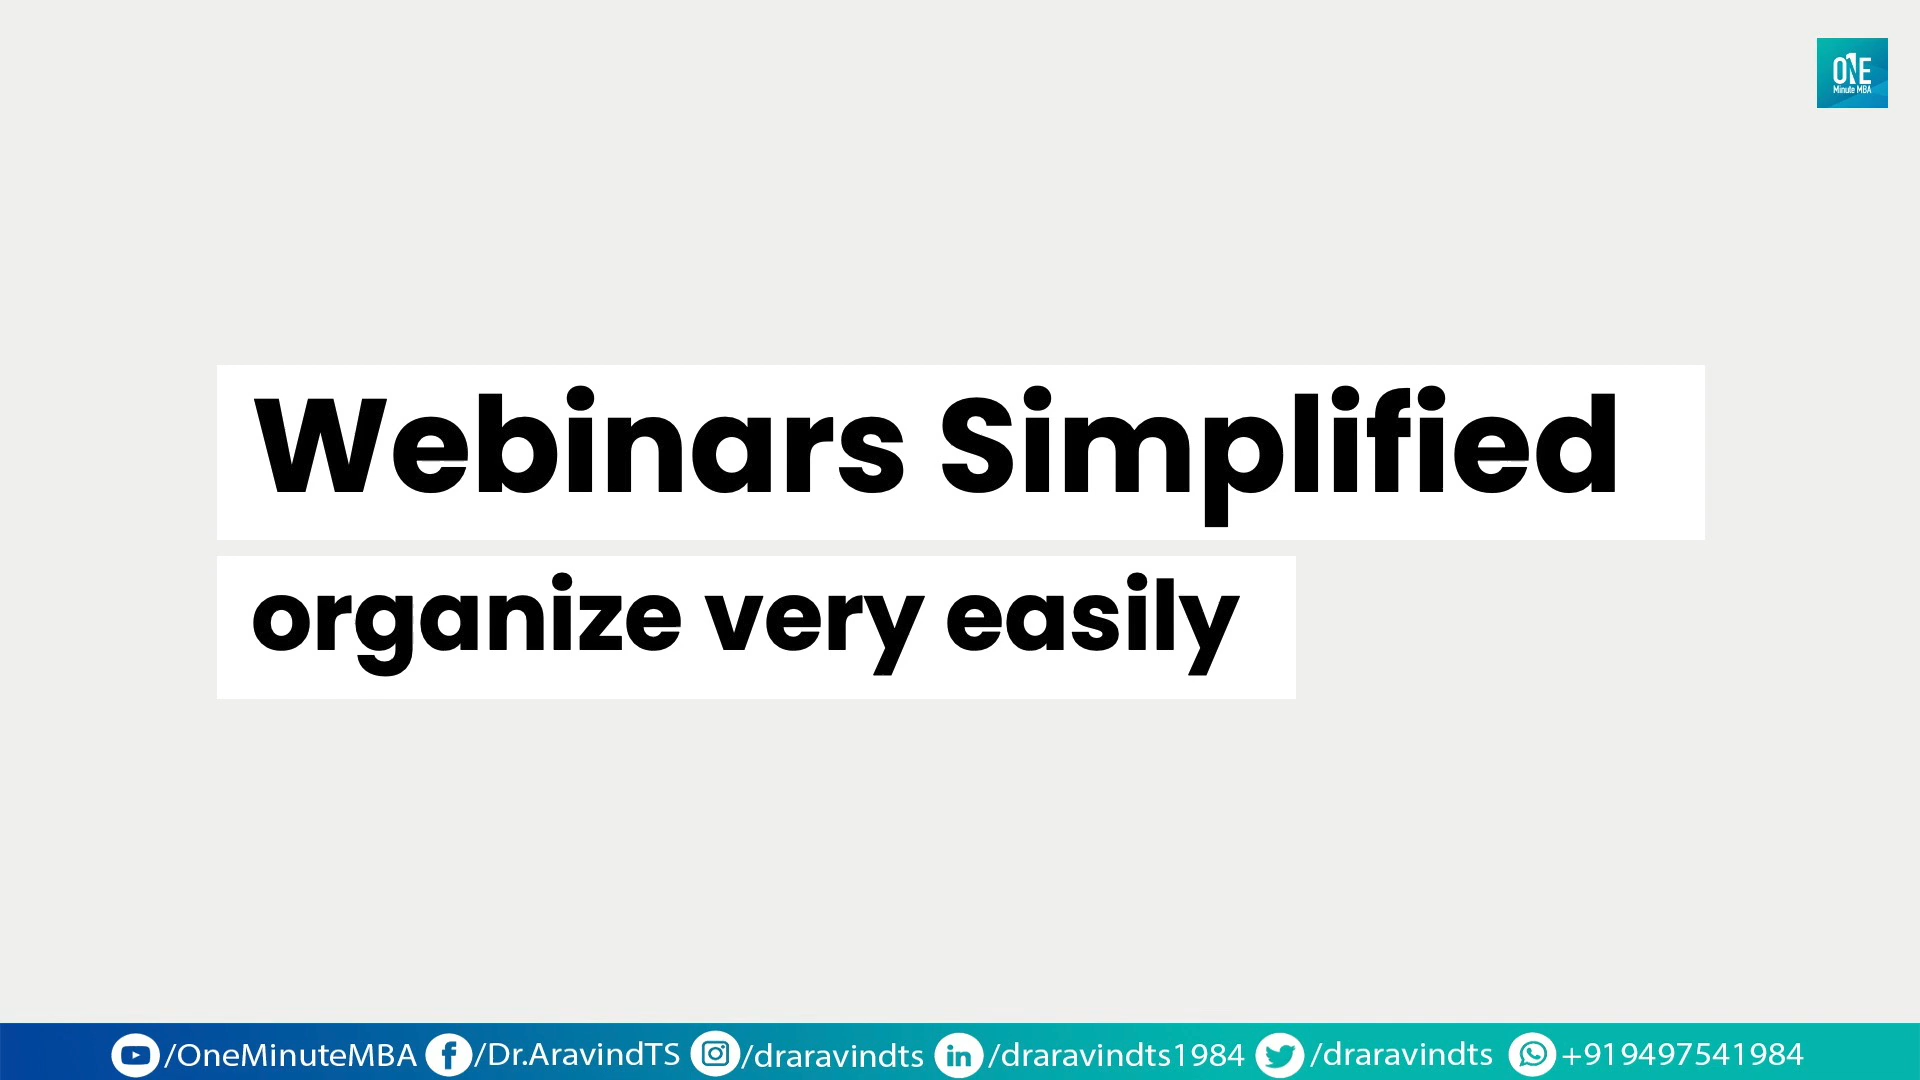 ONE
Minute MBA
Webinars Simplified
organize very easily
/OneMinuteMBA /Dr.AravindTS /draravindts /draravindts1984 /draravindts +919497541984